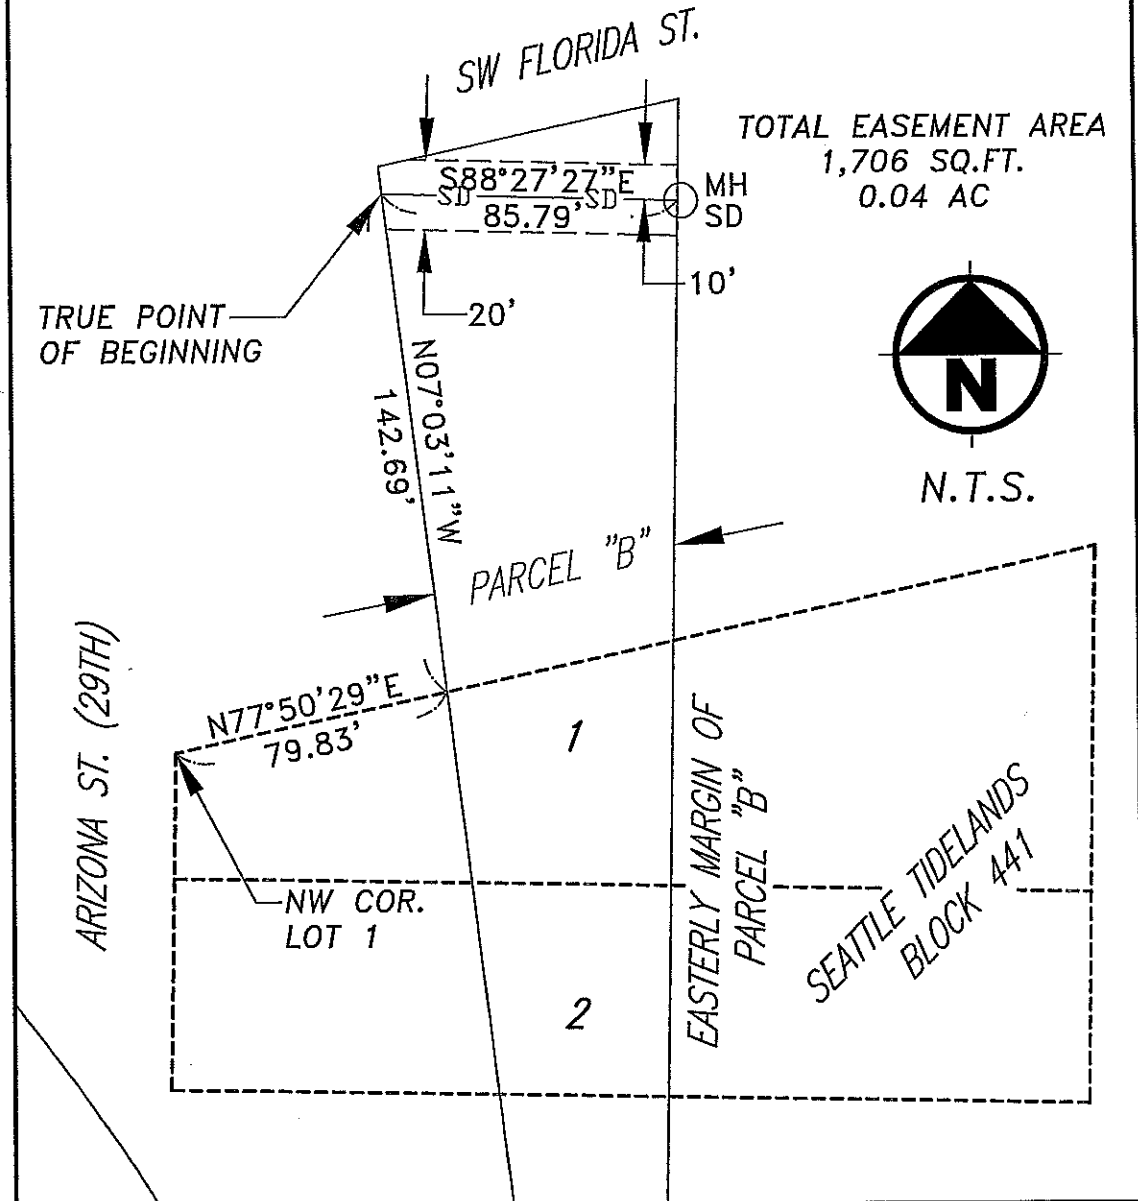 SW FLORIDA ST.
TOTAL EASEMENT AREA
1,706 SQ.FT.
0.04 AC
S88°27'27"E
SD
SD
85.79'
MH
SD
10'
20'
TRUE POINT
OF BEGINNING
N07°03'11"W
142.69'
N
N.T.S.
PARCEL "B"
N77°50'29"E
79.83'
ARIZONA ST. (29TH)
1
EASTERLY MARGIN OF
PARCEL "B"
SEATTLE TIDELANDS
BLOCK 441
NW COR.
LOT 1
2